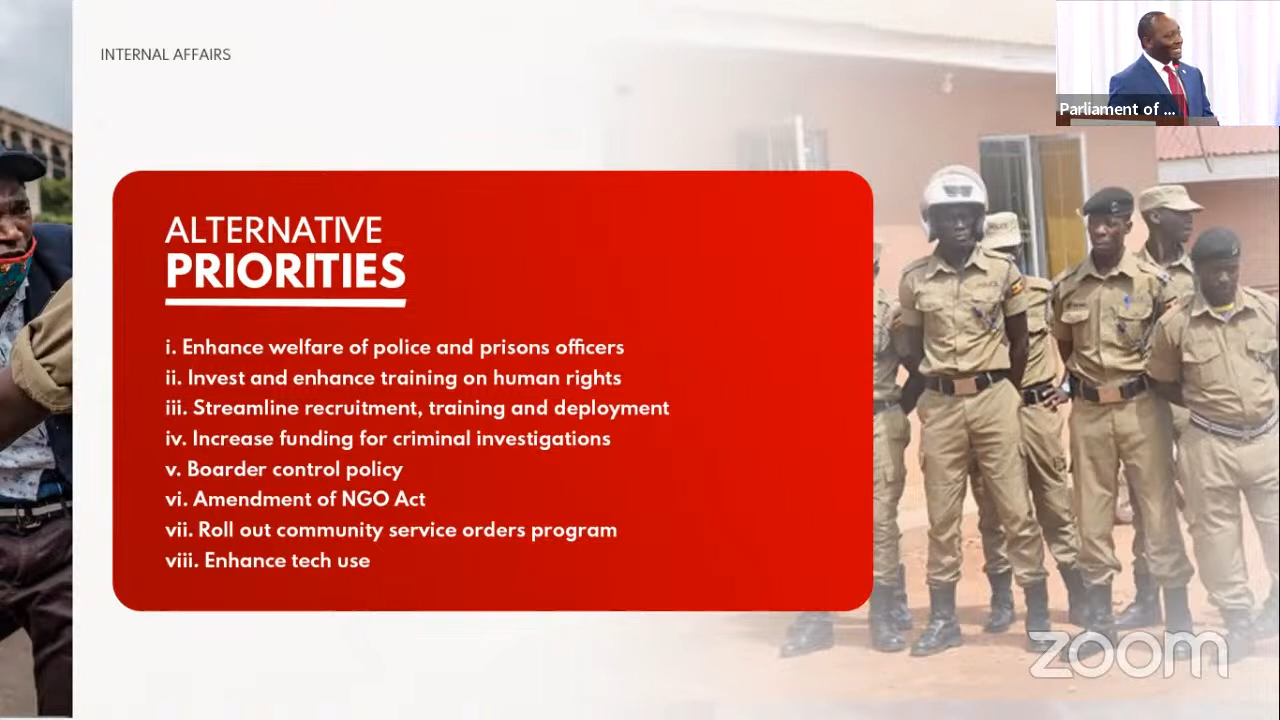 INTERNAL AFFAIRS
Parliament of ...
ALTERNATIVE
PRIORITIES
i. Enhance welfare of police and prisons officers
ii. Invest and enhance training on human rights
iii. Streamline recruitment, training and deployment
iv. Increase funding for criminal investigations
v. Boarder control policy
vi. Amendment of NGO Act
vii. Roll out community service orders program
viii. Enhance tech use
zoom